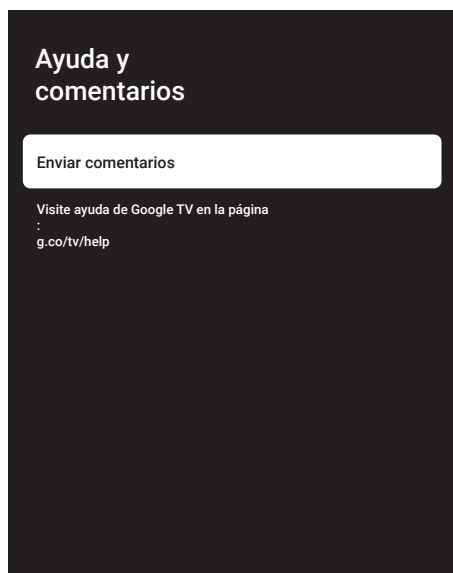 Ayuda y
comentarios
Enviar comentarios
Visite ayuda de Google TV en la página
:
g.co/tv/help